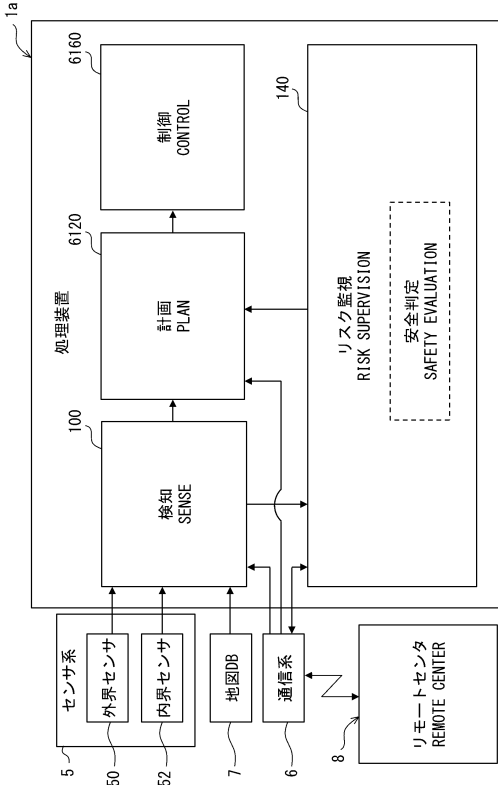 1a
処理装置
センサ系
5
外界センサ
50
内界センサ
52
地図DB
7
通信系
6
リモートセンタ
REMOTE CENTER
8
検知
SENSE
100
計画
PLAN
6120
制御
CONTROL
6160
リスク監視
RISK SUPERVISION
140
安全判定
SAFETY EVALUATION